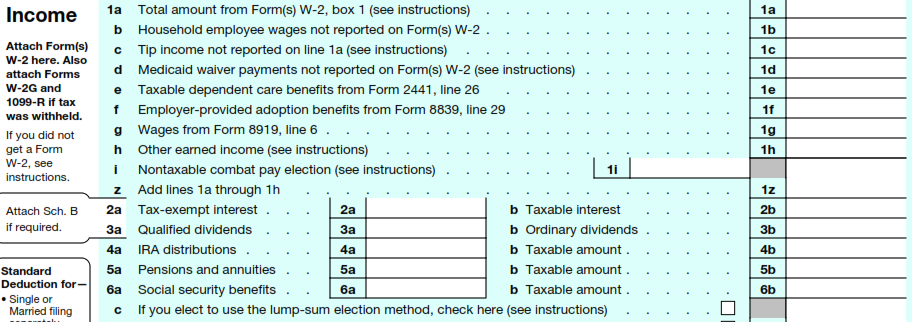 Income
Attach Form(s)
W-2 here. Also
attach Forms
W-2G and
1099-R if tax
was withheld.
If you did not
get a Form
W-2, see
instructions.
1a Total amount from Form(s) W-2, box 1 (see instructions) . . . . . . . . . . . . . 1a
b Household employee wages not reported on Form(s) W-2 . . . . . . . . . . . . . 1b
c Tip income not reported on line 1a (see instructions) . . . . . . . . . . . . . . 1c
d Medicaid waiver payments not reported on Form(s) W-2 (see instructions) . . . . . . . . 1d
e Taxable dependent care benefits from Form 2441, line 26 . . . . . . . . . . . . 1e
f Employer-provided adoption benefits from Form 8839, line 29 . . . . . . . . . . . 1f
g Wages from Form 8919, line 6 . . . . . . . . . . . . . . . . . . . . . 1g
h Other earned income (see instructions) . . . . . . . . . . . . . . . . . . 1h
i Nontaxable combat pay election (see instructions) . . . . . . . 1i
z Add lines 1a through 1h . . . . . . . . . . . . . . . . . . . . . . 1z
Attach Sch. B
if required.
2a Tax-exempt interest . . . 2a b Taxable interest . . . . . 2b
3a Qualified dividends . . . 3a b Ordinary dividends . . . . . 3b
4a IRA distributions . . . . 4a b Taxable amount . . . . . . 4b
5a Pensions and annuities . . 5a b Taxable amount . . . . . . 5b
6a Social security benefits . . 6a b Taxable amount . . . . . . 6b
c If you elect to use the lump-sum election method, check here (see instructions) . . . . .
Standard
Deduction for—
• Single or
Married filing
separately,